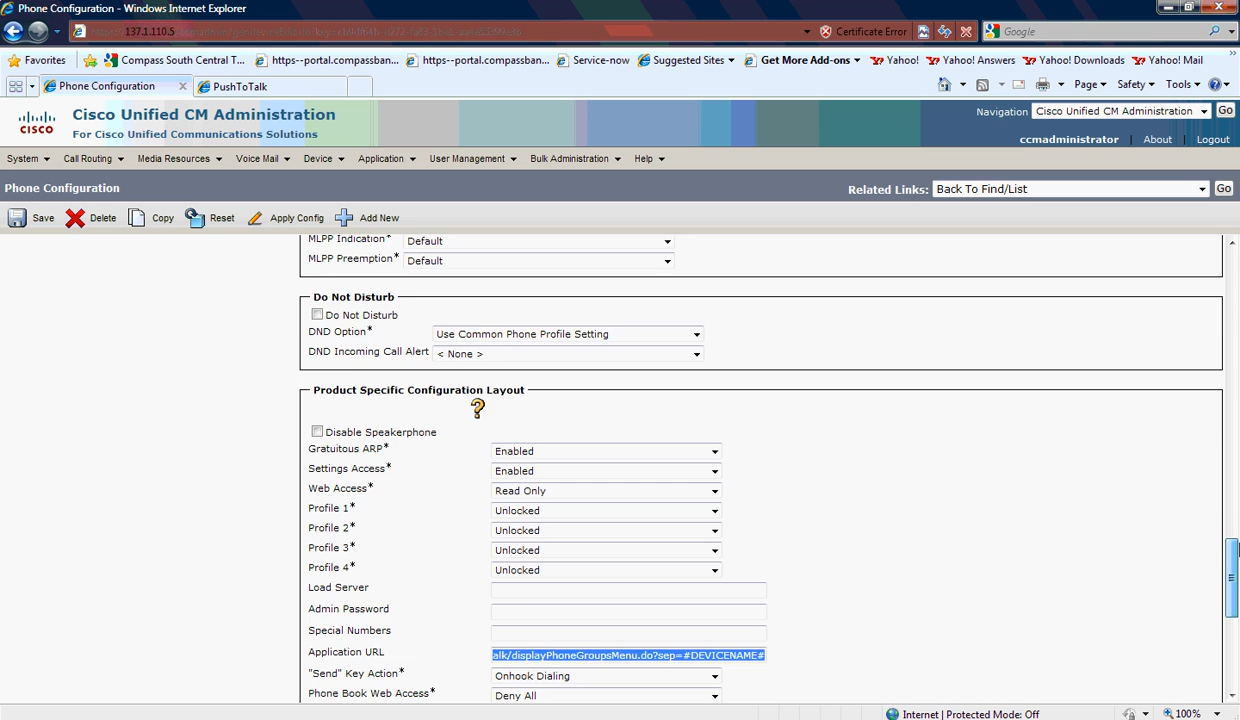 Phone Configuration - Windows Internet Explorer
137.1.110.5
Certificate Error
Google
Favorites
Compass South Central T...
https--portal.compassban...
https--portal.compassban...
Service-now
Suggested Sites
Get More Add-ons
Yahoo!
Yahoo! Answers
Yahoo! Downloads
Yahoo! Mail
Phone Configuration
PushToTalk
Page
Safety
Tools
CISCO
Cisco Unified CM Administration
For Cisco Unified Communications Solutions
Navigation
Cisco Unified CM Administration
Go
ccmadministrator
About
Logout
System
Call Routing
Media Resources
Voice Mail
Device
Application
User Management
Bulk Administration
Help
Phone Configuration
Related Links:
Back To Find/List
Go
Save
Delete
Copy
Reset
Apply Config
Add New
MLPP Indication*
Default
MLPP Preemption*
Default
Do Not Disturb
Do Not Disturb
DND Option*
Use Common Phone Profile Setting
DND Incoming Call Alert
< None >
Product Specific Configuration Layout
?
Disable Speakerphone
Gratuitous ARP*
Enabled
Settings Access*
Enabled
Web Access*
Read Only
Profile 1*
Unlocked
Profile 2*
Unlocked
Profile 3*
Unlocked
Profile 4*
Unlocked
Load Server
Admin Password
Special Numbers
Application URL
alk/displayPhoneGroupsMenu.do?sep=#DEVICENAME#
"Send" Key Action*
Onhook Dialing
Phone Book Web Access*
Deny All
Internet | Protected Mode: Off
100%